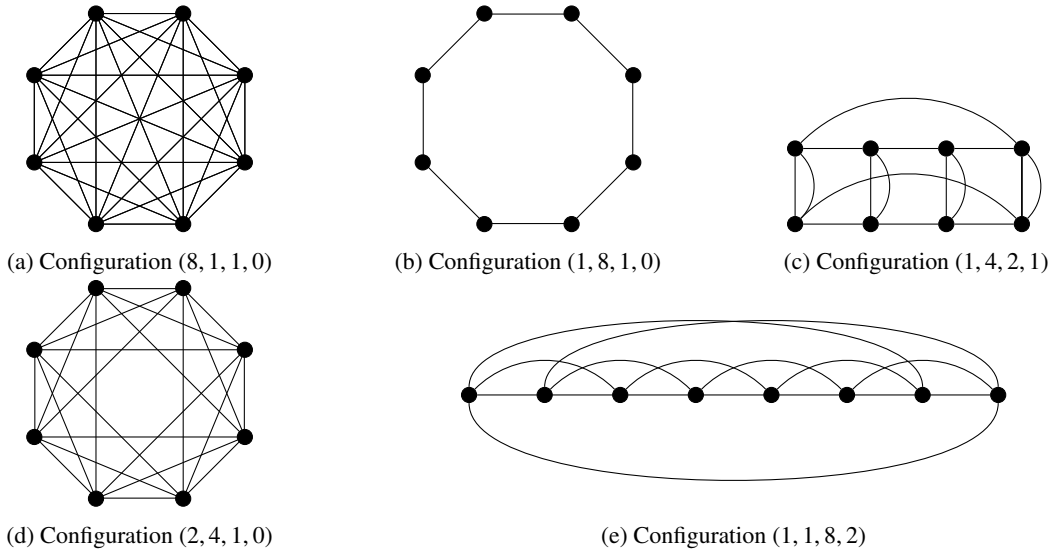 (a) Configuration (8, 1, 1, 0)
(b) Configuration (1, 8, 1, 0)
(c) Configuration (1, 4, 2, 1)
(d) Configuration (2, 4, 1, 0)
(e) Configuration (1, 1, 8, 2)